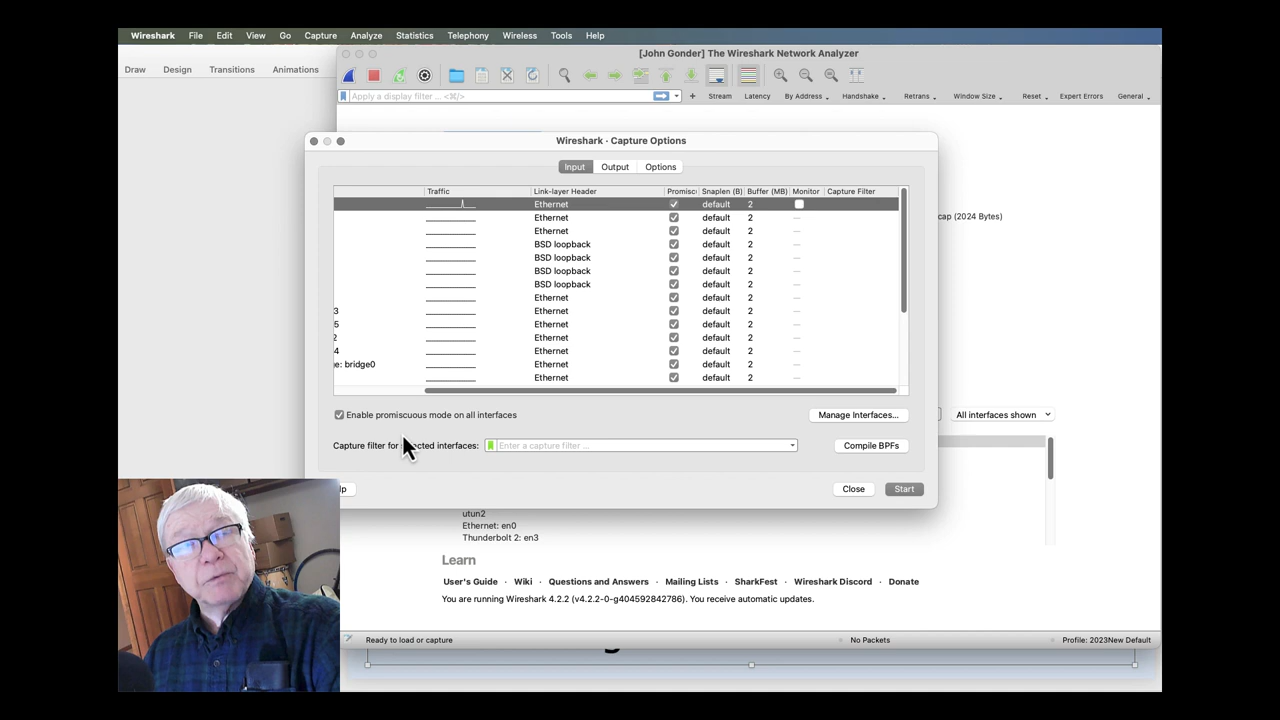 Wireshark File Edit View Go Capture Analyze Statistics Telephony Wireless Tools Help
[John Gonder] The Wireshark Network Analyzer
Draw Design Transitions Animations
Apply a display filter ... <⌘/>
+ Stream Latency By Address Handshake Retrans Window Size Reset Expert Errors General
Wireshark · Capture Options
Input Output Options
Traffic Link-layer Header Promisc Snaplen (B) Buffer (MB) Monitor Capture Filter
Ethernet default 2
Ethernet default 2 —
cap (2024 Bytes)
Ethernet default 2 —
BSD loopback default 2 —
BSD loopback default 2 —
BSD loopback default 2 —
BSD loopback default 2 —
Ethernet default 2 —
3 Ethernet default 2 —
5 Ethernet default 2 —
2 Ethernet default 2 —
4 Ethernet default 2 —
e: bridge0 Ethernet default 2 —
Ethernet default 2 —
Enable promiscuous mode on all interfaces Manage Interfaces... All interfaces shown
Capture filter for selected interfaces: Enter a capture filter ... Compile BPFs
lp Close Start
utun2
Ethernet: en0
Thunderbolt 2: en3
Learn
User's Guide · Wiki · Questions and Answers · Mailing Lists · SharkFest · Wireshark Discord · Donate
You are running Wireshark 4.2.2 (v4.2.2-0-g404592842786). You receive automatic updates.
Ready to load or capture No Packets Profile: 2023New Default